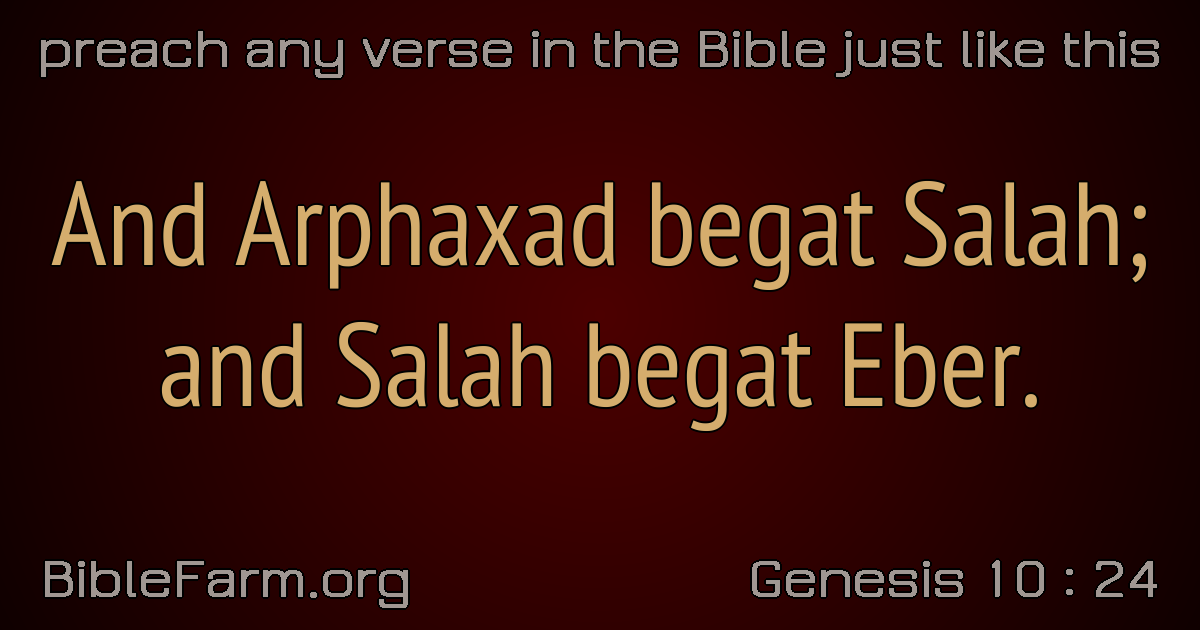 preach any verse in the Bible just like this
And Arphaxad begat Salah;
and Salah begat Eber.
BibleFarm.org
Genesis 10 : 24